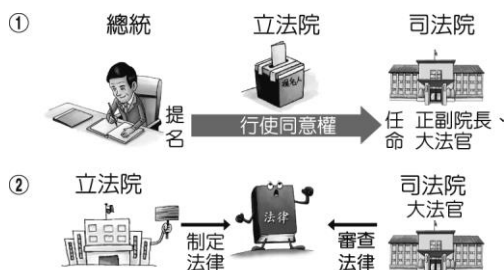 ① 總統 立法院 司法院
提名 行使同意權 任命 正副院長、大法官
② 立法院 司法院
大法官
法律
制定法律 審查法律